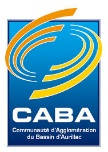 CABA
Communauté d'Agglomération
du Bassin d'Aurillac